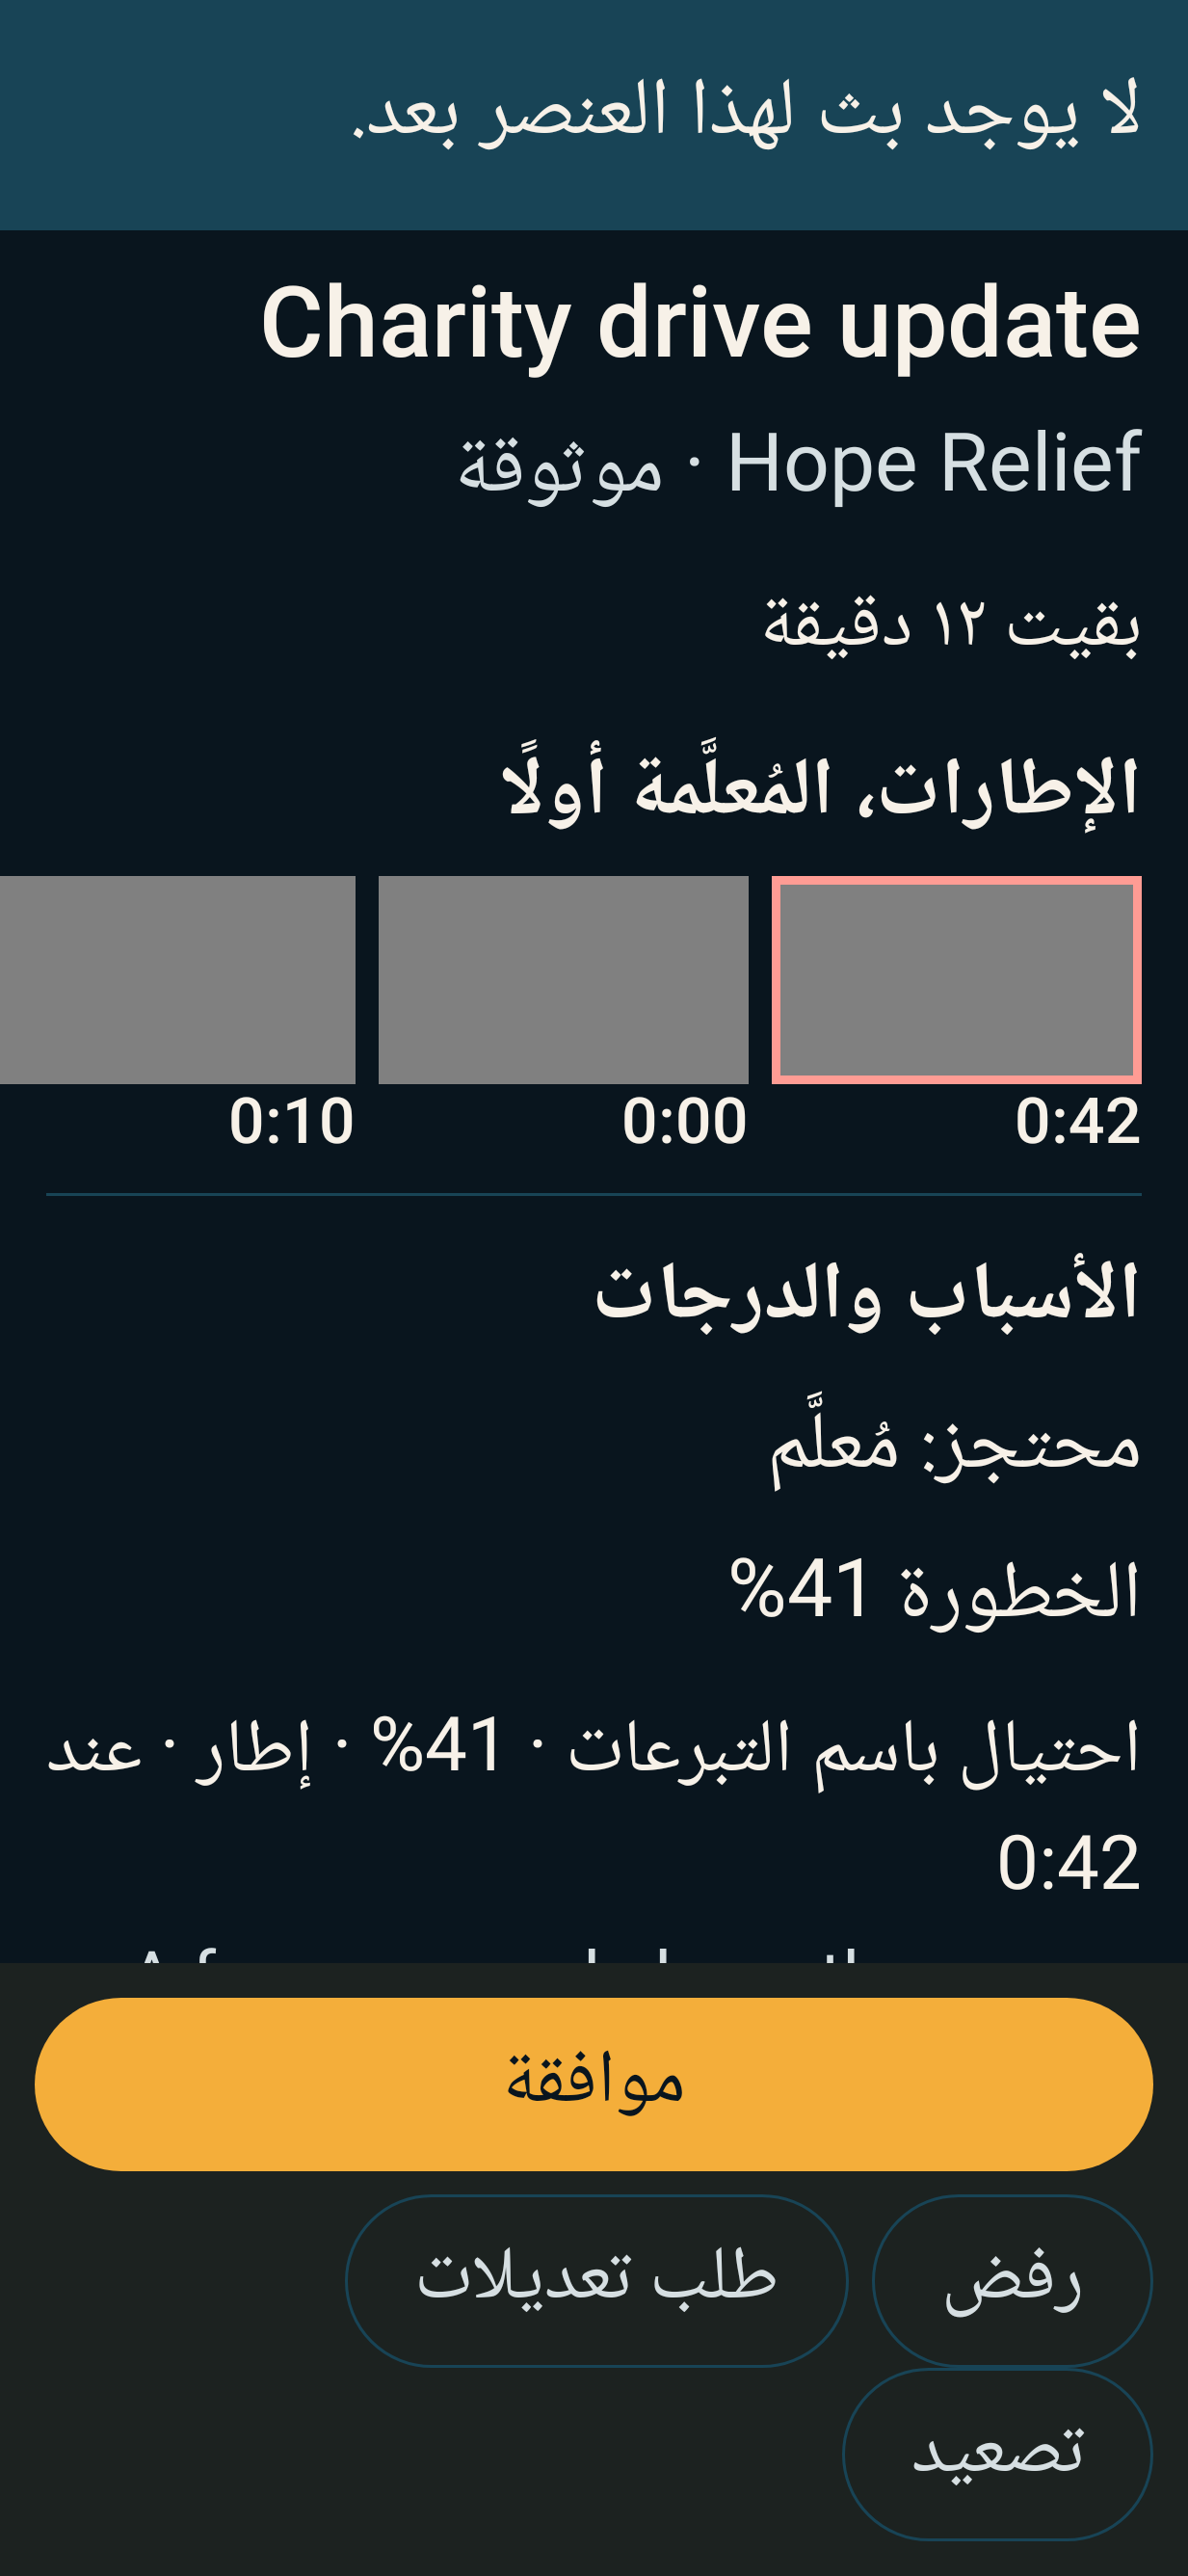 لا يوجد بث لهذا العنصر بعد.
Charity drive update
Hope Relief · موثوقة
بقيت ١٢ دقيقة
الإطارات، المُعلَّمة أولًا
0:42
0:00
0:10
الأسباب والدرجات
محتجز: مُعلَّم
الخطورة 41%
احتيال باسم التبرعات · 41% · إطار · عند
0:42
موافقة
رفض
طلب تعديلات
تصعيد